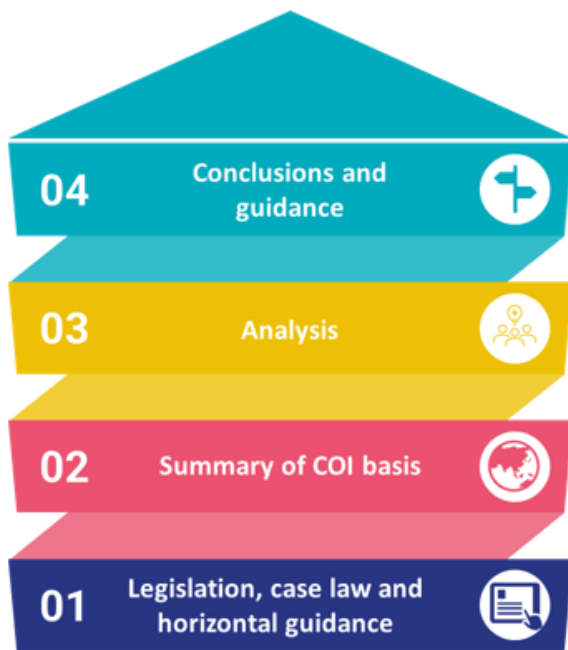 04
Conclusions and
guidance
03
Analysis
02
Summary of COI basis
01
Legislation, case law and
horizontal guidance